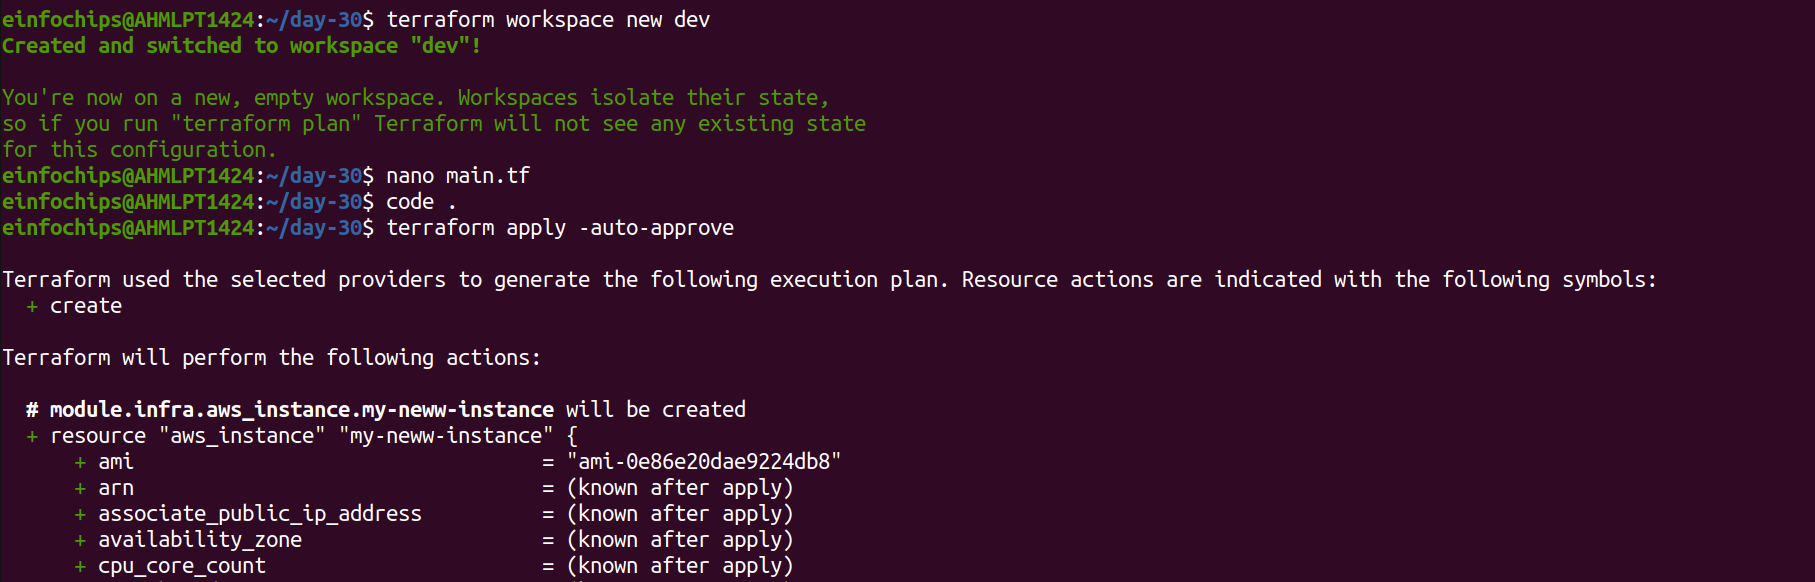 einfochips@AHMLPT1424:~/day-30$ terraform workspace new dev
Created and switched to workspace "dev"!
You're now on a new, empty workspace. Workspaces isolate their state,
so if you run "terraform plan" Terraform will not see any existing state
for this configuration.
einfochips@AHMLPT1424:~/day-30$ nano main.tf
einfochips@AHMLPT1424:~/day-30$ code .
einfochips@AHMLPT1424:~/day-30$ terraform apply -auto-approve
Terraform used the selected providers to generate the following execution plan. Resource actions are indicated with the following symbols:
+ create
Terraform will perform the following actions:
# module.infra.aws_instance.my-neww-instance will be created
+ resource "aws_instance" "my-neww-instance" {
+ ami = "ami-0e86e20dae9224db8"
+ arn = (known after apply)
+ associate_public_ip_address = (known after apply)
+ availability_zone = (known after apply)
+ cpu_core_count = (known after apply)